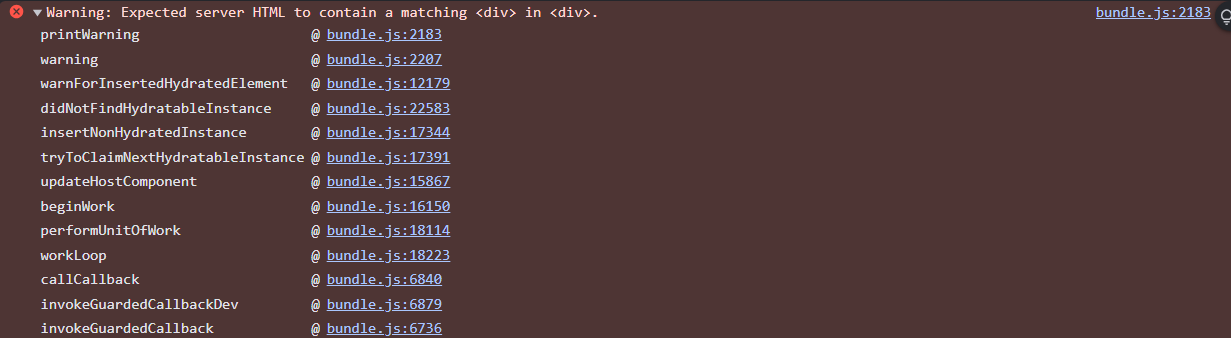 Warning: Expected server HTML to contain a matching <div> in <div>. bundle.js:2183
printWarning @ bundle.js:2183
warning @ bundle.js:2207
warnForInsertedHydratedElement @ bundle.js:12179
didNotFindHydratableInstance @ bundle.js:22583
insertNonHydratedInstance @ bundle.js:17344
tryToClaimNextHydratableInstance @ bundle.js:17391
updateHostComponent @ bundle.js:15867
beginWork @ bundle.js:16150
performUnitOfWork @ bundle.js:18114
workLoop @ bundle.js:18223
callCallback @ bundle.js:6840
invokeGuardedCallbackDev @ bundle.js:6879
invokeGuardedCallback @ bundle.js:6736